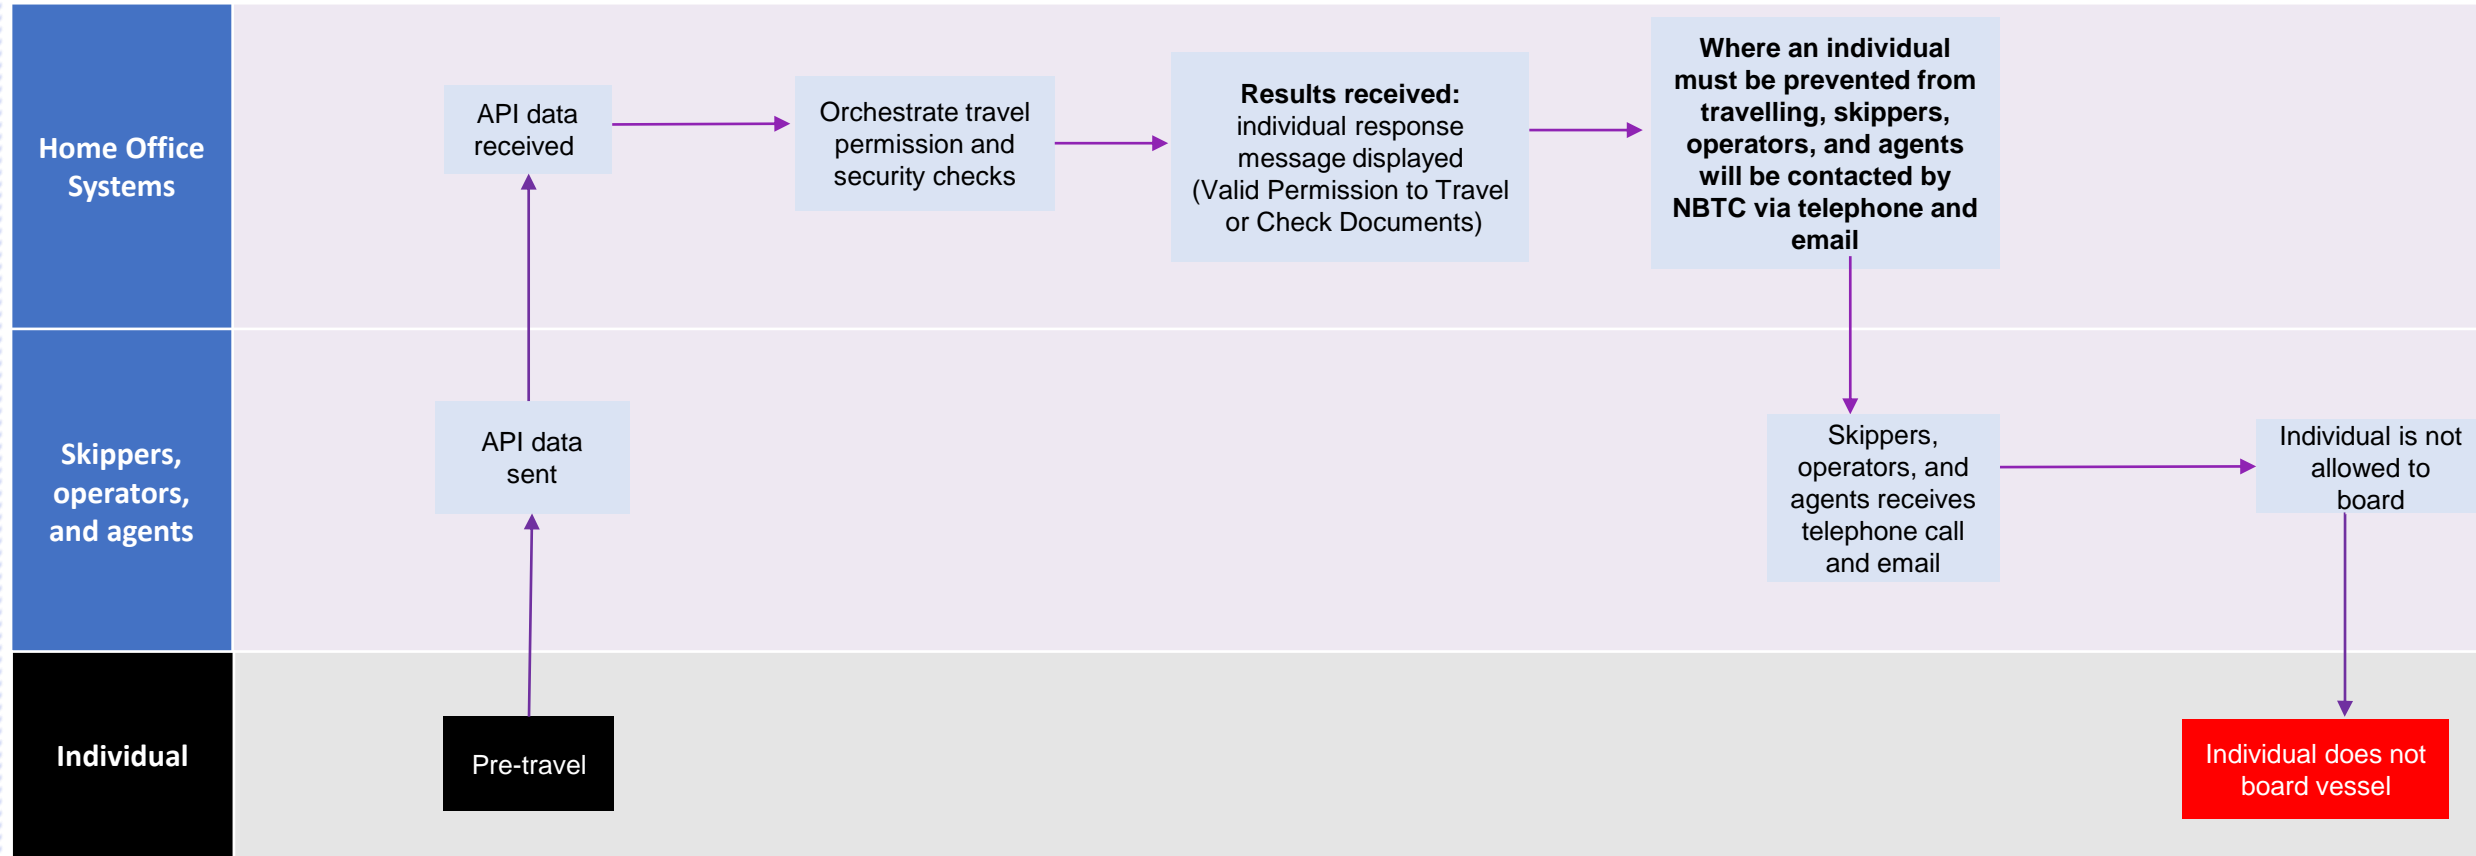 Home Office
Systems
API data
received
Orchestrate travel
permission and
security checks
Results received:
individual response
message displayed
(Valid Permission to Travel
or Check Documents)
Where an individual
must be prevented from
travelling, skippers,
operators, and agents
will be contacted by
NBTC via telephone and
email
Skippers,
operators,
and agents
API data
sent
Skippers,
operators, and
agents receives
telephone call
and email
Individual is not
allowed to
board
Individual
Pre-travel
Individual does not
board vessel